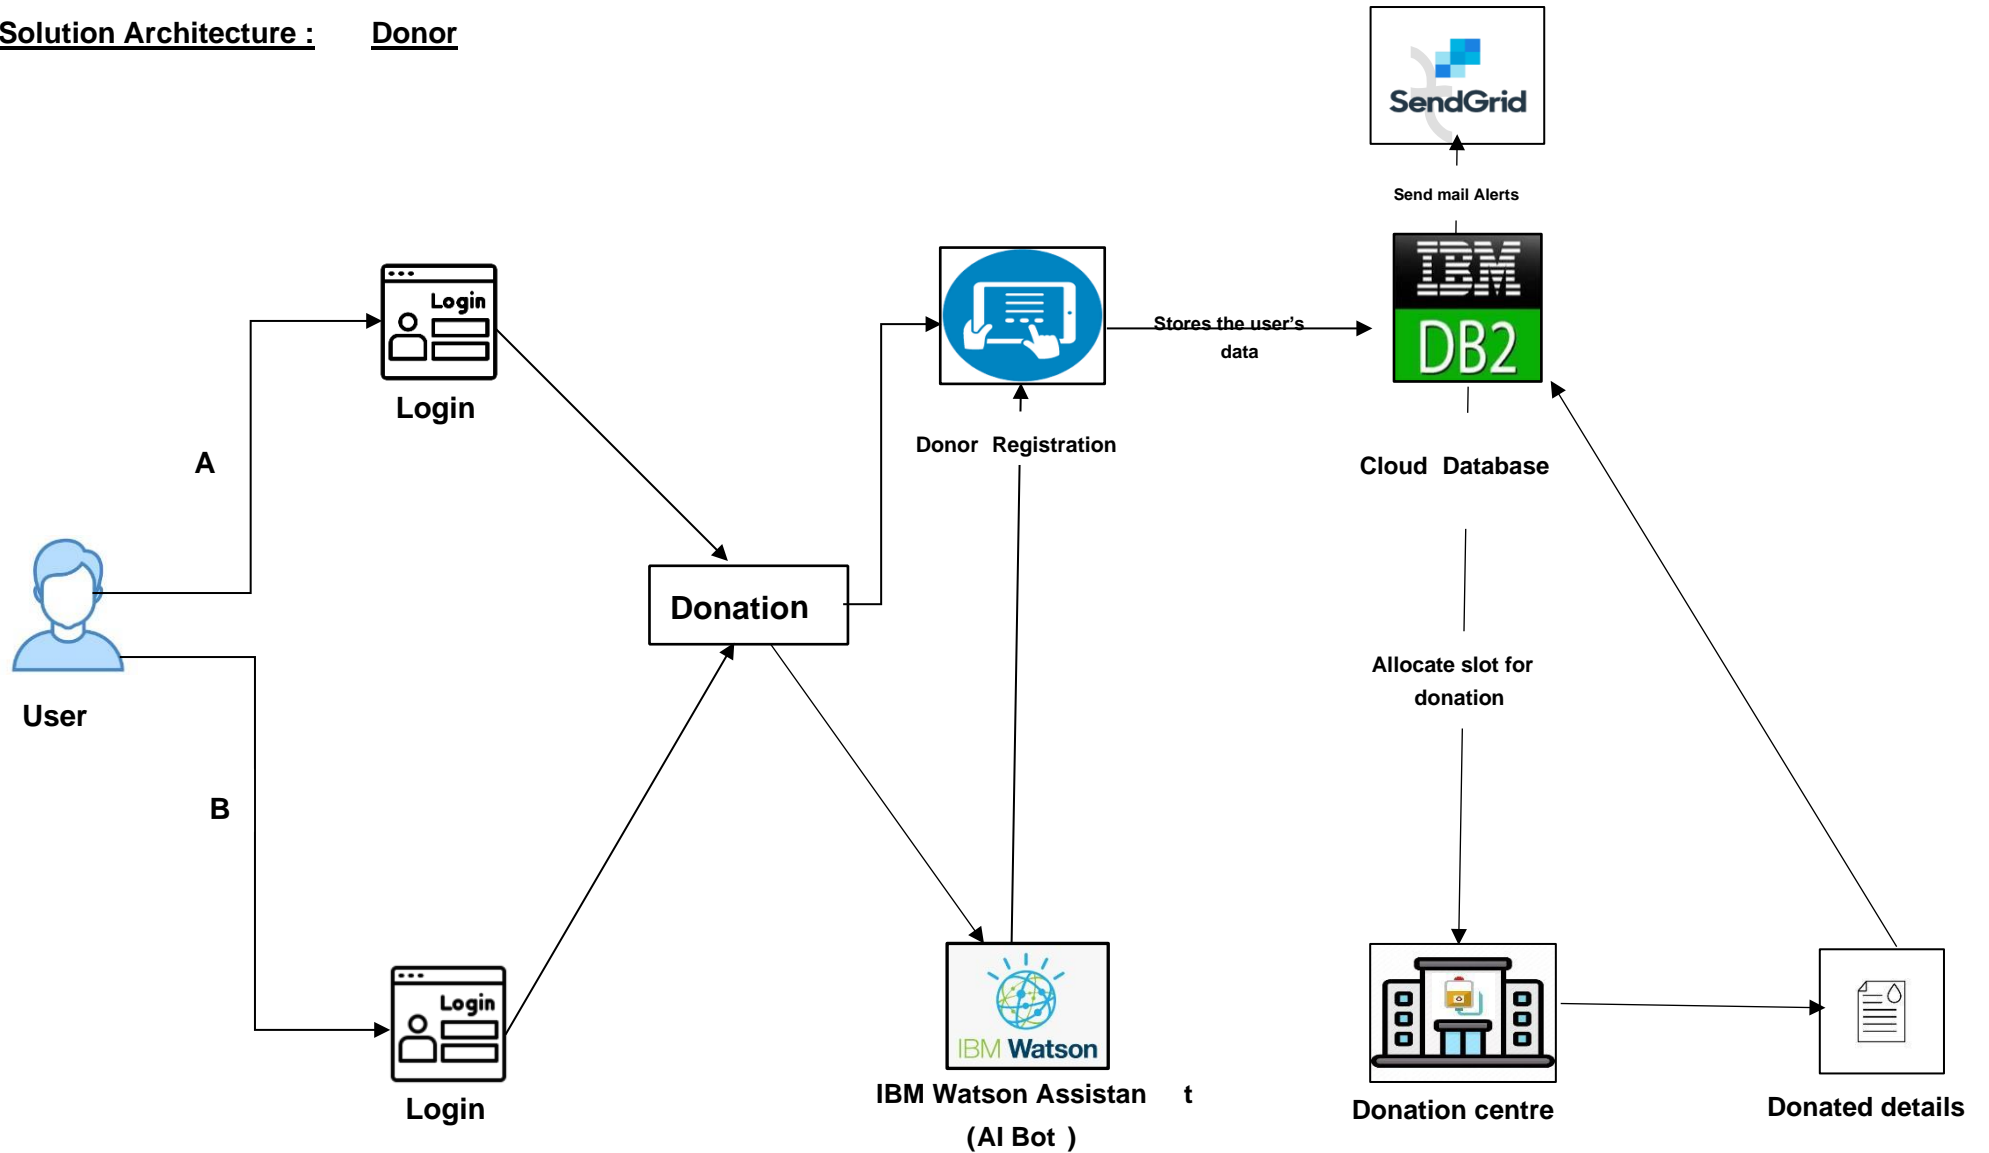 Solution Architecture : Donor
SendGrid
Send mail Alerts
IBM
DB2
Login
Login
Stores the user's
data
Donor Registration
Cloud Database
A
Donation
User
Allocate slot for
donation
B
Login
Login
IBM Watson
IBM Watson Assistan t
(AI Bot )
Donation centre
Donated details